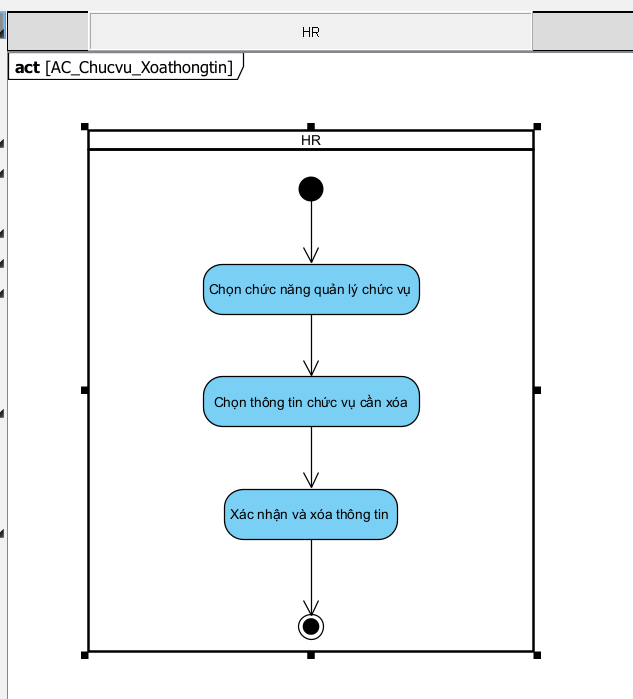 HR
act [AC_Chucvu_Xoathongtin]
HR
Chọn chức năng quản lý chức vụ
Chọn thông tin chức vụ cần xóa
Xác nhận và xóa thông tin